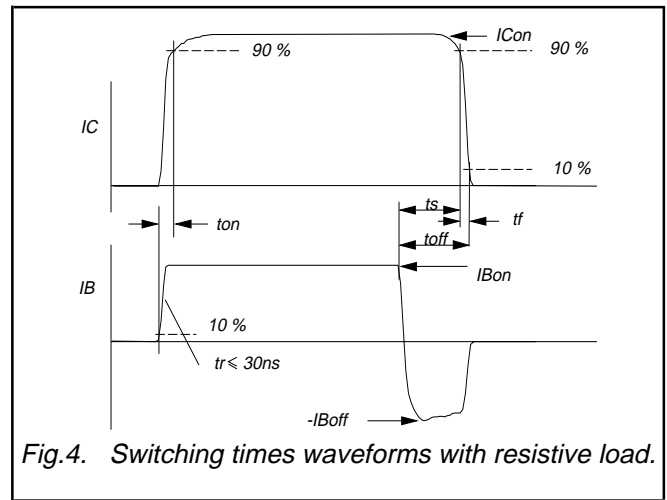 ICon
90 %
90 %
IC
10 %
ts
ton
tf
toff
IBon
IB
10 %
tr ⩽ 30ns
-IBoff
Fig.4. Switching times waveforms with resistive load.